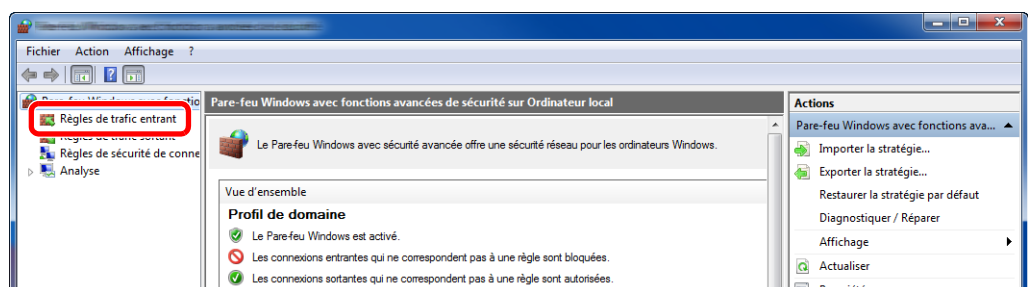 Fichier Action Affichage ?
Pare-feu Windows avec fonctions avancées de sécurité sur Ordinateur local
Actions
Règles de trafic entrant
Règles de sécurité de conne
Analyse
Le Pare-feu Windows avec sécurité avancée offre une sécurité réseau pour les ordinateurs Windows.
Vue d'ensemble
Profil de domaine
Le Pare-feu Windows est activé.
Les connexions entrantes qui ne correspondent pas à une règle sont bloquées.
Les connexions sortantes qui ne correspondent pas à une règle sont autorisées.
Pare-feu Windows avec fonctions ava...
Importer la stratégie...
Exporter la stratégie...
Restaurer la stratégie par défaut
Diagnostiquer / Réparer
Affichage
Actualiser